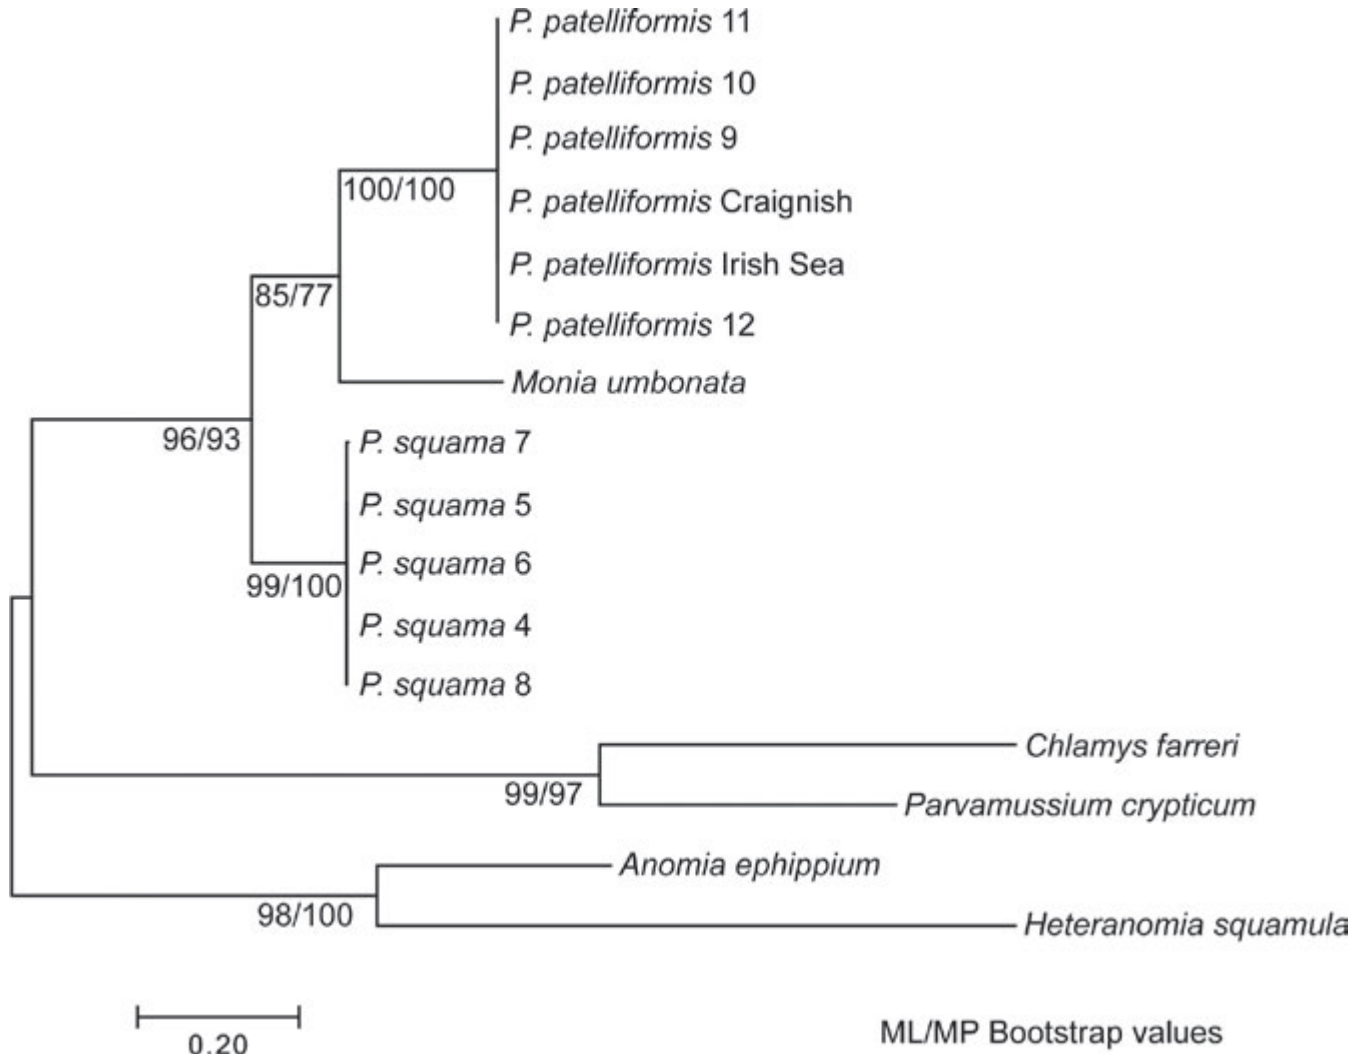 P. patelliformis 11
P. patelliformis 10
P. patelliformis 9
100/100
P. patelliformis Craignish
P. patelliformis Irish Sea
85/77
P. patelliformis 12
Monia umbonata
96/93
P. squama 7
P. squama 5
P. squama 6
99/100
P. squama 4
P. squama 8
Chlamys farreri
99/97
Parvamussium crypticum
Anomia ephippium
98/100
Heteranomia squamula
0.20
ML/MP Bootstrap values